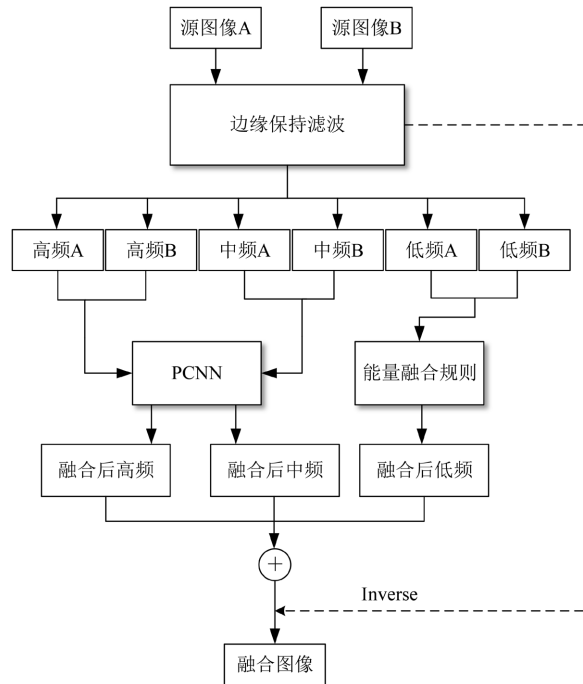 源图像A
源图像B
边缘保持滤波
高频A
高频B
中频A
中频B
低频A
低频B
PCNN
能量融合规则
融合后高频
融合后中频
融合后低频
+
Inverse
融合图像